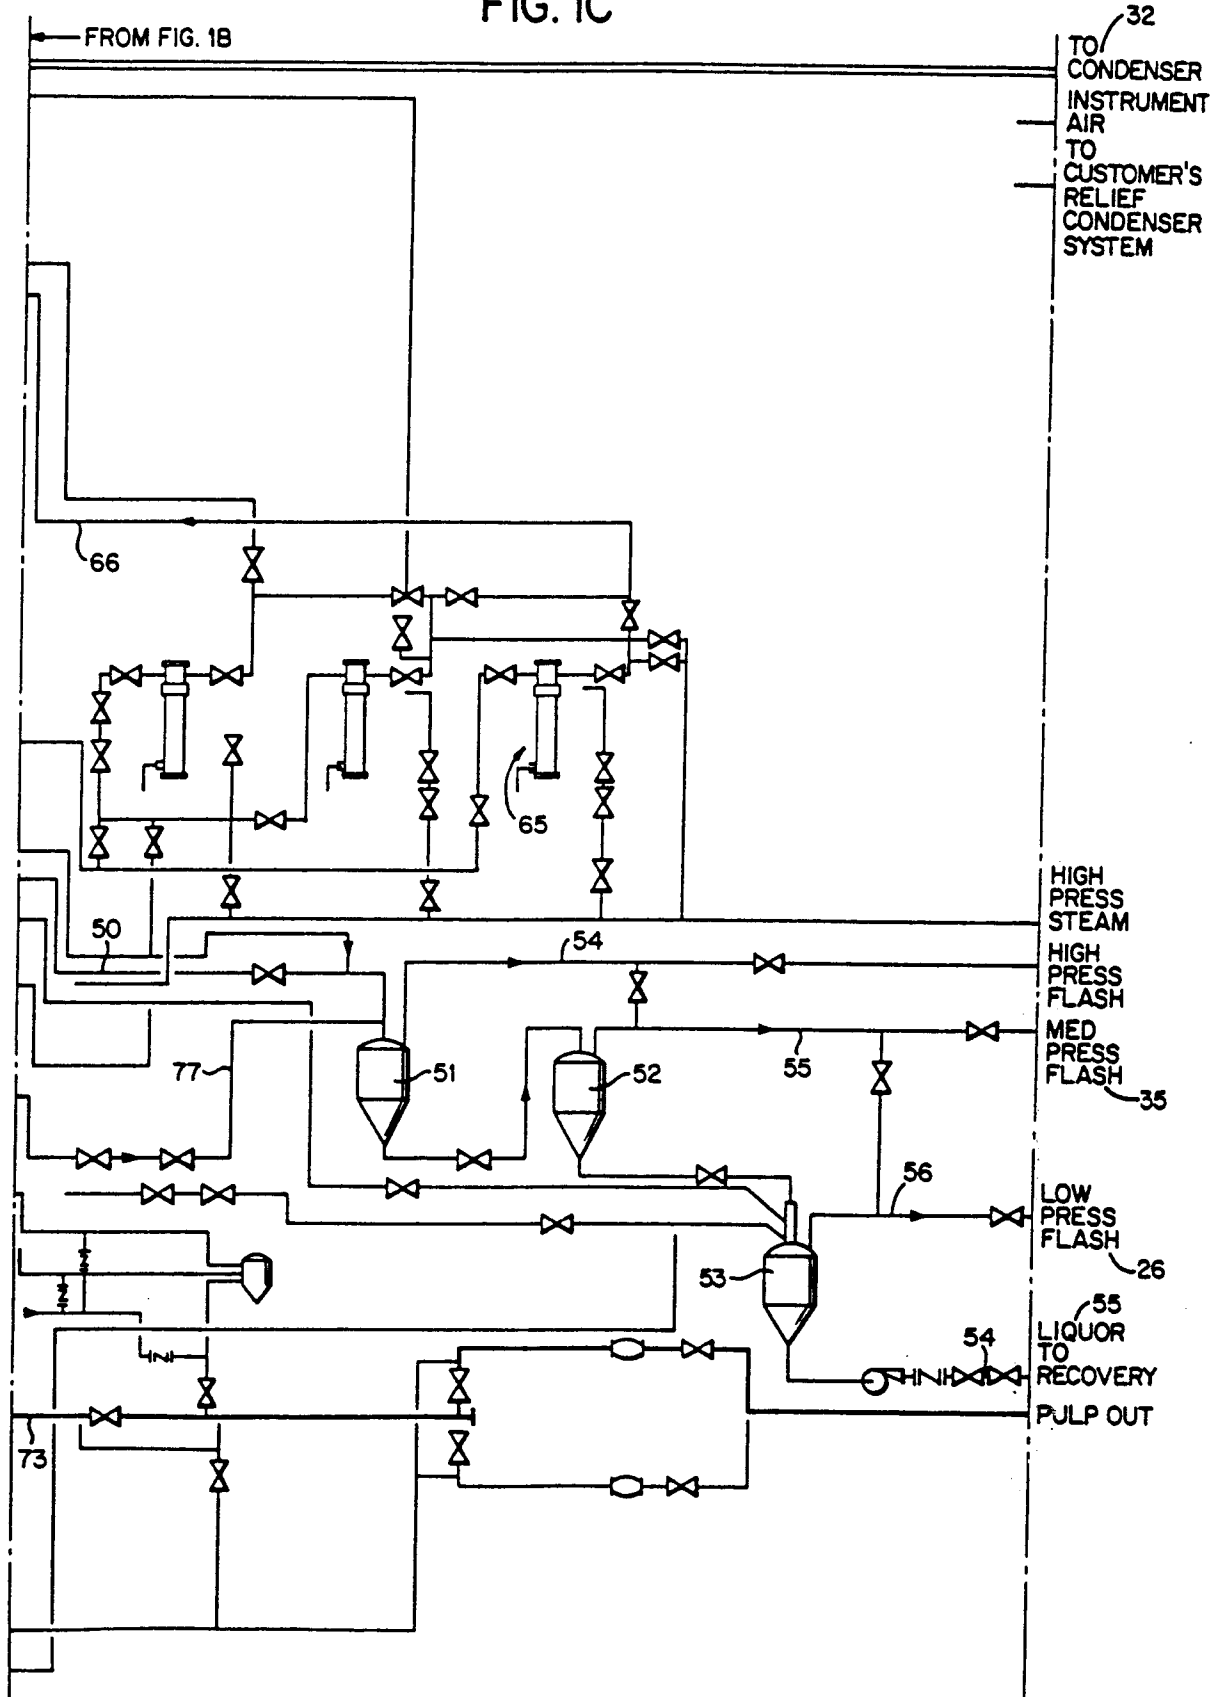 FIG. 1C
FROM FIG. 1B
32
TO
CONDENSER
INSTRUMENT
AIR
TO
CUSTOMER'S
RELIEF
CONDENSER
SYSTEM
66
65
HIGH
PRESS
STEAM
50
54
HIGH
PRESS
FLASH
MED
PRESS
FLASH
55
35
77
51
52
56
LOW
PRESS
FLASH
26
53
55
LIQUOR
TO
RECOVERY
54
PULP OUT
73